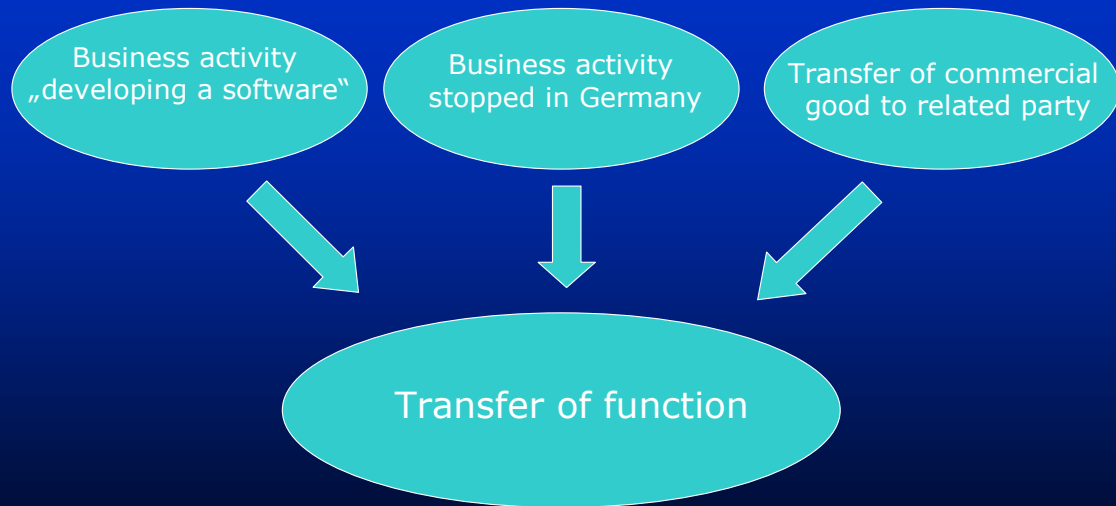 Business activity
„developing a software“
Business activity
stopped in Germany
Transfer of commercial
good to related party
Transfer of function